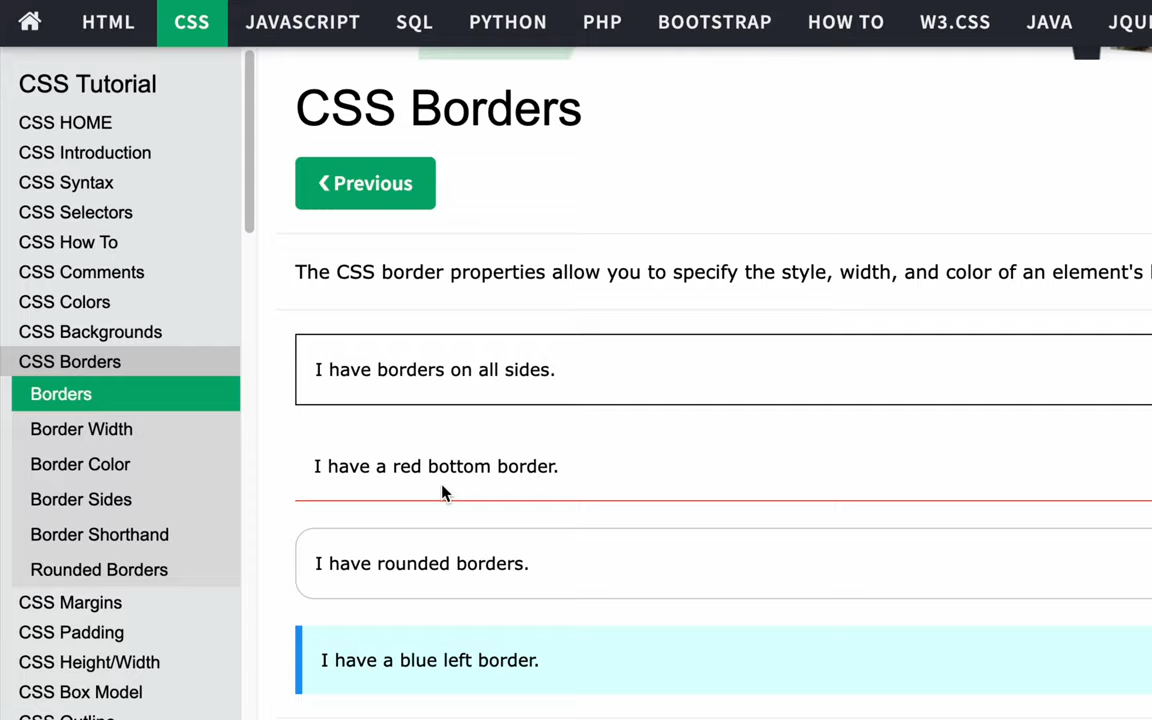 HTML CSS JAVASCRIPT SQL PYTHON PHP BOOTSTRAP HOW TO W3.CSS JAVA
CSS Tutorial
CSS HOME
CSS Introduction
CSS Syntax
CSS Selectors
CSS How To
CSS Comments
CSS Colors
CSS Backgrounds
CSS Borders
Borders
Border Width
Border Color
Border Sides
Border Shorthand
Rounded Borders
CSS Margins
CSS Padding
CSS Height/Width
CSS Box Model
CSS Borders
❮ Previous
The CSS border properties allow you to specify the style, width, and color of an element's
I have borders on all sides.
I have a red bottom border.
I have rounded borders.
I have a blue left border.